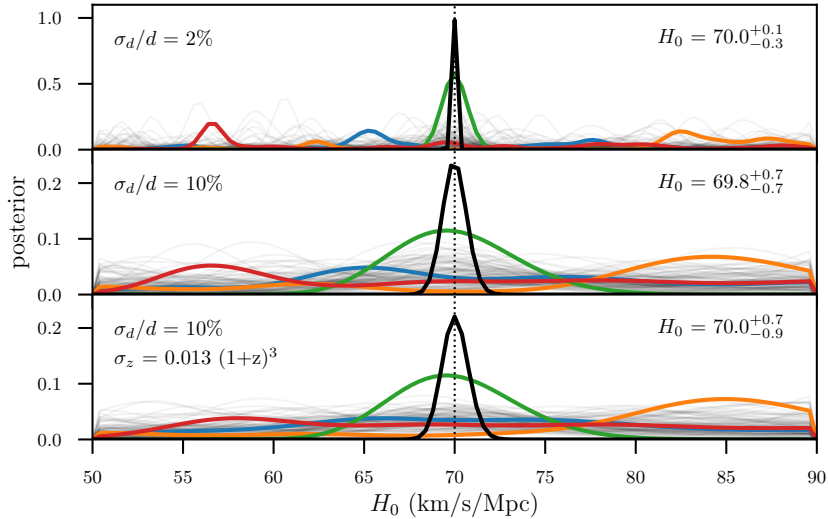 1.0
σ_d/d = 2%
H_0 = 70.0^{+0.1}_{-0.3}
0.5
0.0
0.2
σ_d/d = 10%
H_0 = 69.8^{+0.7}_{-0.7}
posterior
0.1
0.0
σ_d/d = 10%
H_0 = 70.0^{+0.7}_{-0.9}
0.2
σ_z = 0.013 (1+z)^3
0.1
0.0
50 55 60 65 70 75 80 85 90
H_0 (km/s/Mpc)